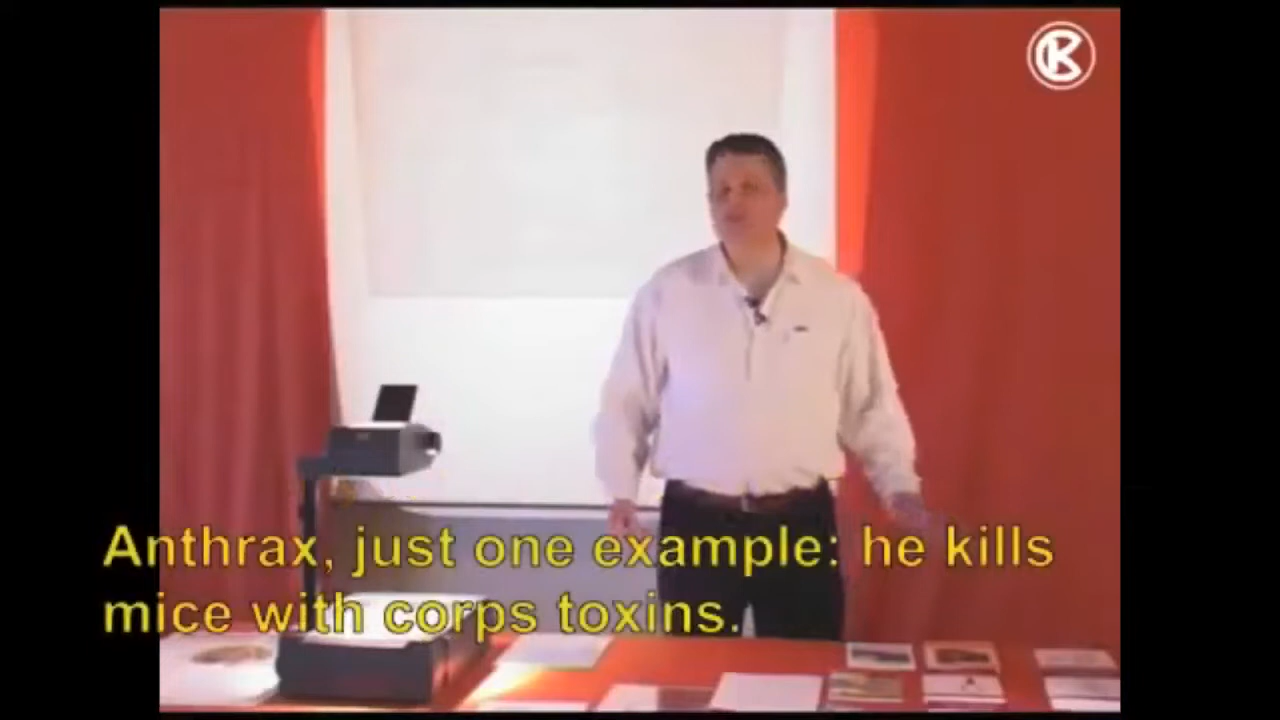 Anthrax, just one example: he kills
mice with corps toxins.